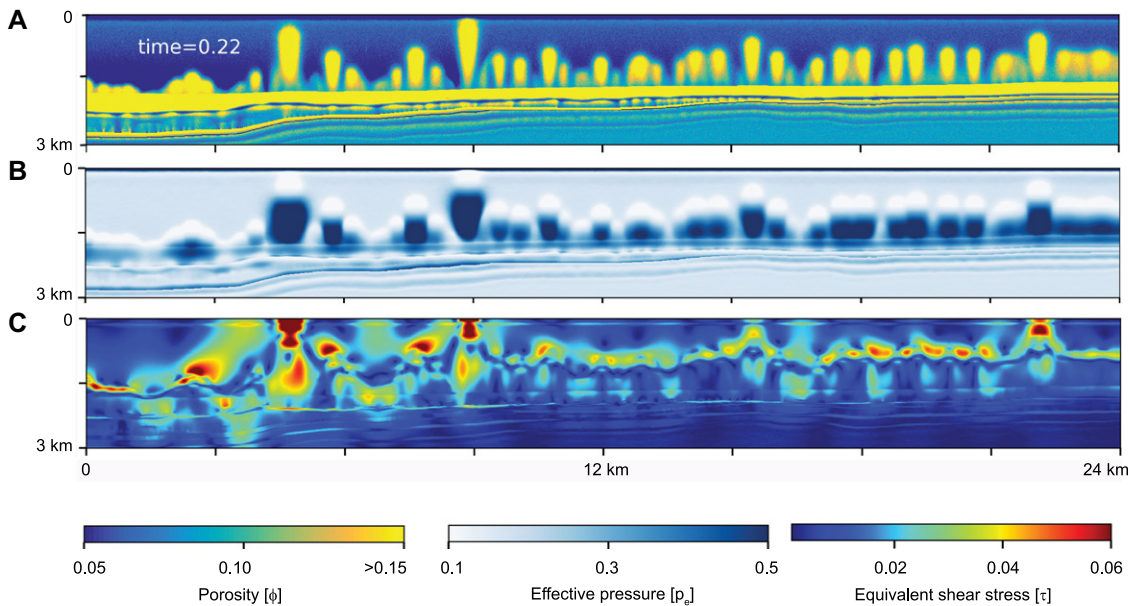 A
0
time=0.22
3 km
B
0
3 km
C
0
3 km
0 12 km 24 km
0.05 0.10 >0.15
Porosity [ϕ]
0.1 0.3 0.5
Effective pressure [pₑ]
0.02 0.04 0.06
Equivalent shear stress [τ]